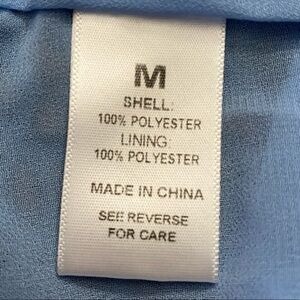 M
SHELL:
100% POLYESTER
LINING:
100% POLYESTER
MADE IN CHINA
SEE REVERSE
FOR CARE